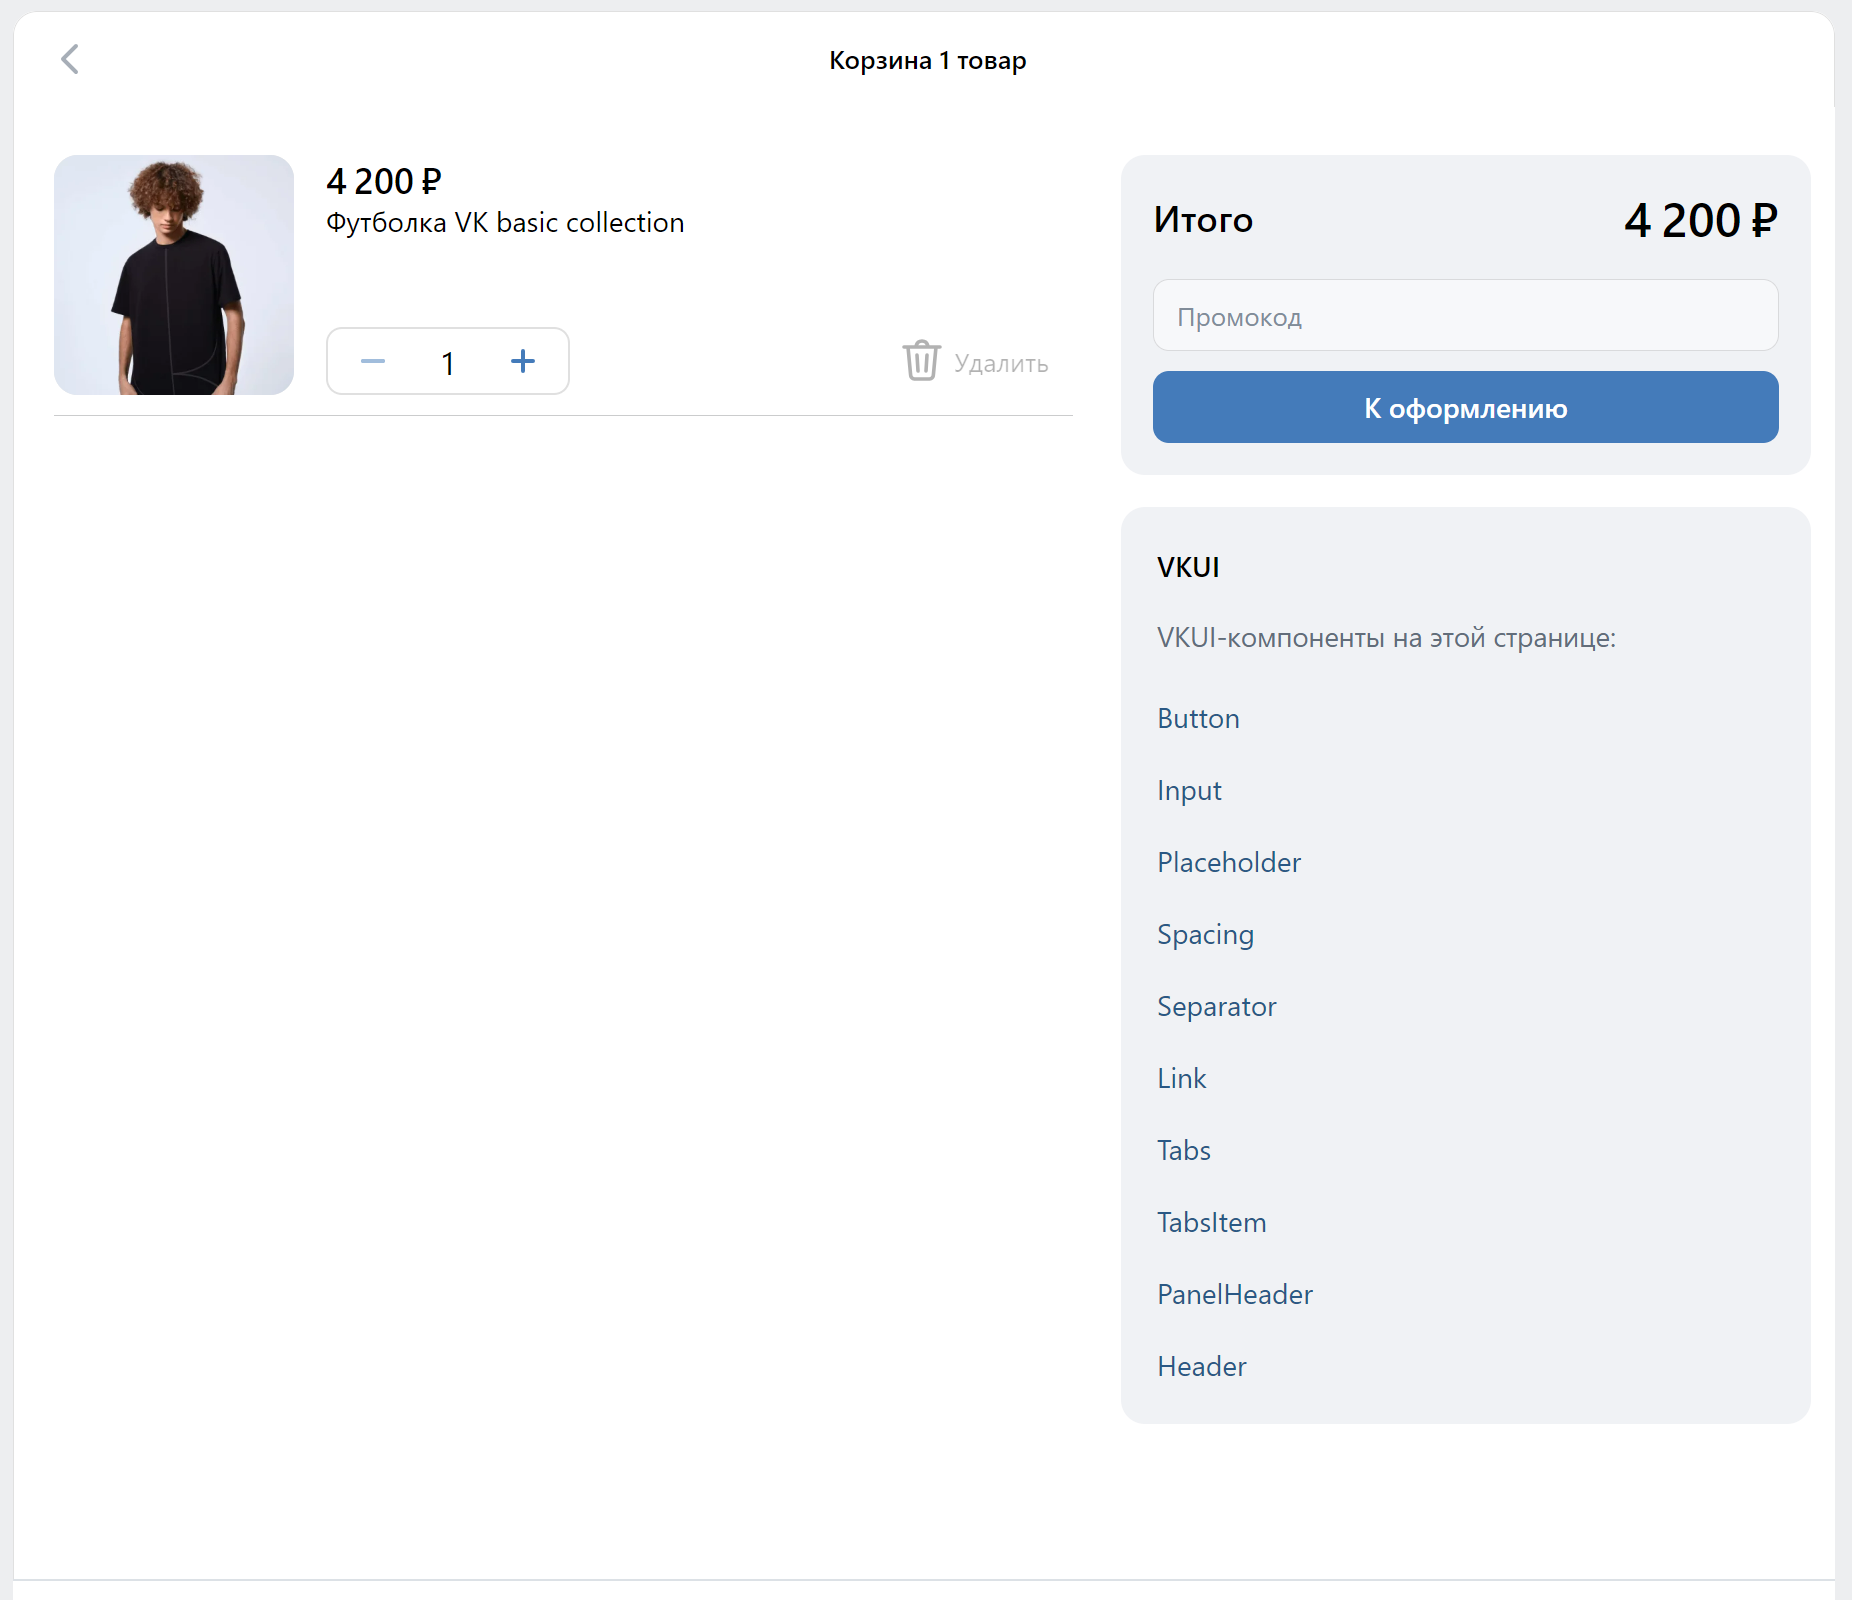 Корзина 1 товар
4 200 ₽
Футболка VK basic collection
1
Удалить
Итого
4 200 ₽
Промокод
К оформлению
VKUI
VKUI-компоненты на этой странице:
Button
Input
Placeholder
Spacing
Separator
Link
Tabs
TabsItem
PanelHeader
Header